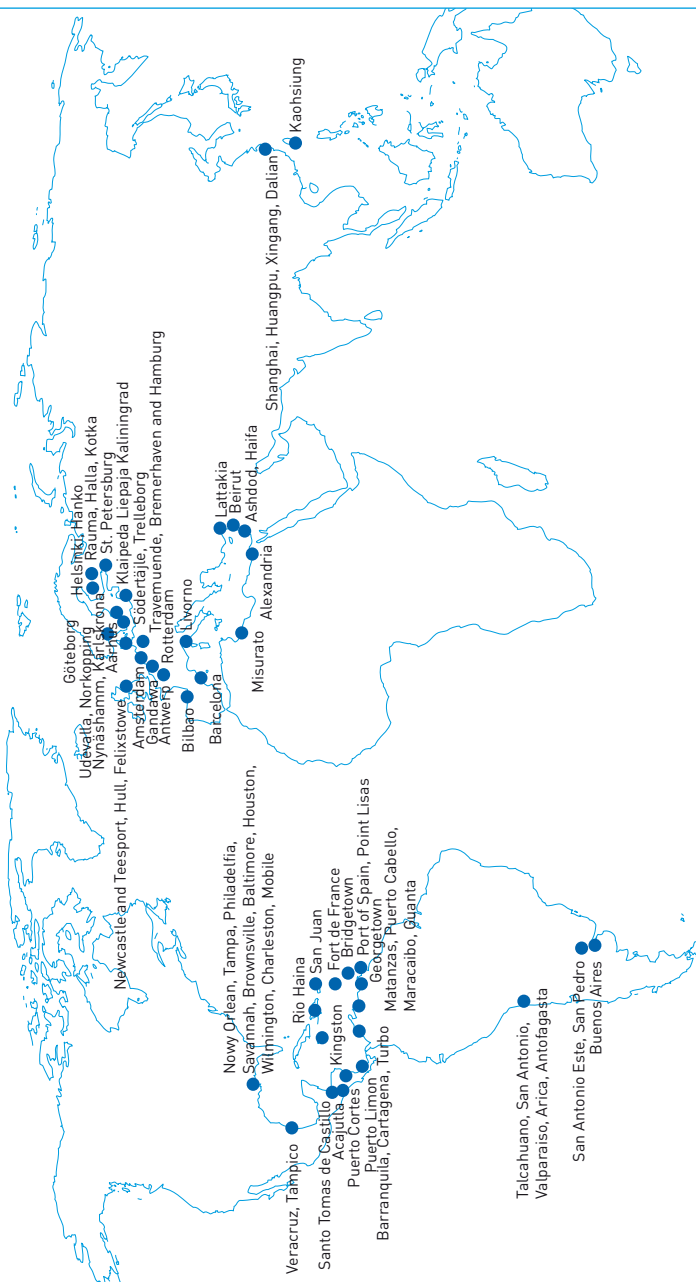 Göteborg
Udevalla, Norkopping
Nynäshamm, Karlskrona
Aarhus
Helsinki, Hanko
Rauma, Halla, Kotka
St. Petersburg
Klaipeda Liepaja Kaliningrad
Södertäjle, Trelleborg
Travemuende, Bremerhaven and Hamburg
Newcastle and Teesport, Hull, Felixstowe
Amsterdam
Gandawa
Antwerp
Rotterdam
Bilbao
Livorno
Barcelona
Lattakia
Beirut
Ashdod, Haifa
Alexandria
Misurato
Shanghai, Huangpu, Xingang, Dalian
Kaohsiung
Nowy Orlean, Tampa, Philadelfia,
Savannah, Brownsville, Baltimore, Houston,
Wilmington, Charleston, Mobile
Veracruz, Tampico
Rio Haina
San Juan
Fort de France
Bridgetown
Port of Spain, Point Lisas
Georgetown
Matanzas, Puerto Cabello,
Maracaibo, Guanta
Kingston
Santo Tomas de Castillo
Acajutla
Puerto Cortes
Puerto Limon
Barranquila, Cartagena, Turbo
Talcahuano, San Antonio,
Valparaiso, Arica, Antofagasta
San Antonio Este, San Pedro
Buenos Aires